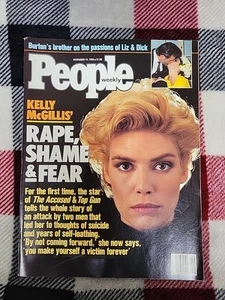 Burton's brother on the passions of Liz & Dick
People
weekly
KELLY
McGILLIS'
RAPE,
SHAME
& FEAR
For the first time, the star
of The Accused & Top Gun
tells the whole story of
an attack by two men that
led her to thoughts of suicide
and years of self-loathing.
'By not coming forward,' she now says,
'you make yourself a victim forever'